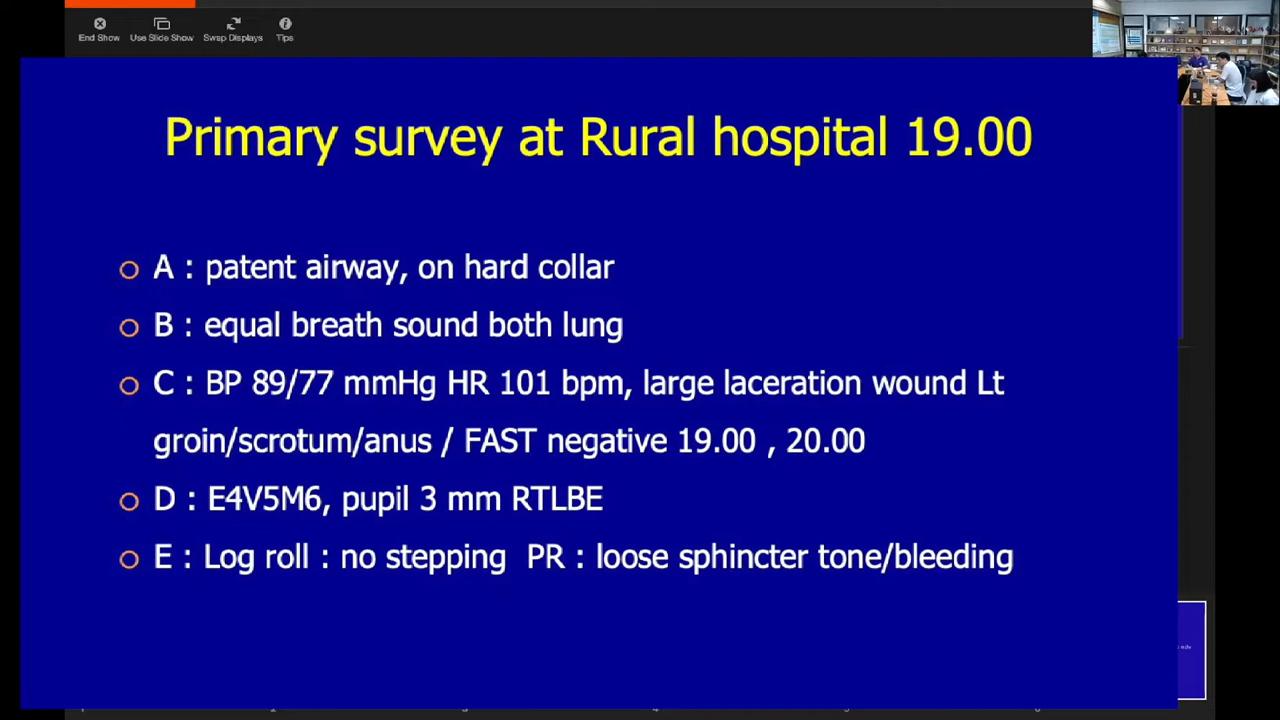 End Show Use Slide Show Swap Displays Tips
Primary survey at Rural hospital 19.00
A : patent airway, on hard collar
B : equal breath sound both lung
C : BP 89/77 mmHg HR 101 bpm, large laceration wound Lt
groin/scrotum/anus / FAST negative 19.00 , 20.00
D : E4V5M6, pupil 3 mm RTLBE
E : Log roll : no stepping PR : loose sphincter tone/bleeding